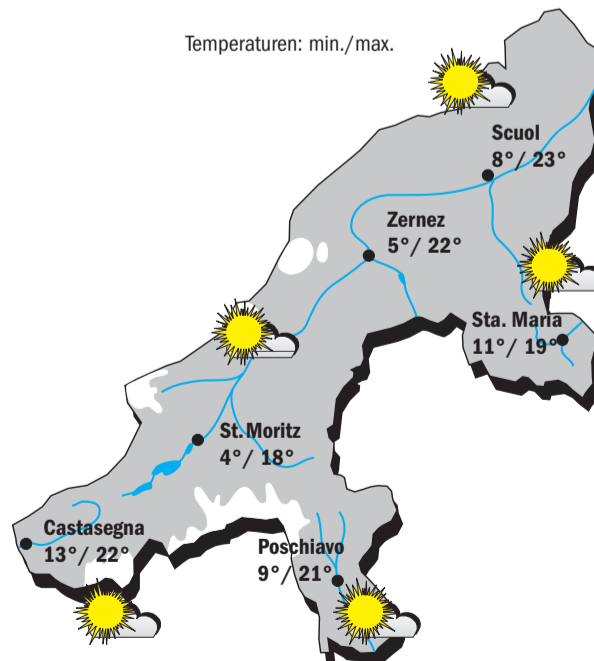 Temperaturen: min./max.
Scuol
8°/ 23°
Zernez
5°/ 22°
Sta. Maria
11°/ 19°
St. Moritz
4°/ 18°
Castasegna
13°/ 22°
Poschiavo
9°/ 21°